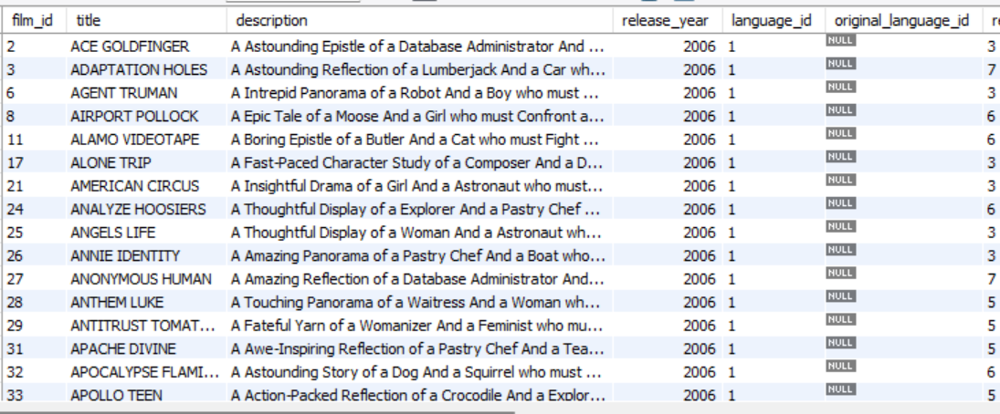 film_id title description release_year language_id original_language_id re
2 ACE GOLDFINGER A Astounding Epistle of a Database Administrator And ... 2006 1 NULL 3
3 ADAPTATION HOLES A Astounding Reflection of a Lumberjack And a Car wh... 2006 1 NULL 7
6 AGENT TRUMAN A Intrepid Panorama of a Robot And a Boy who must ... 2006 1 NULL 3
8 AIRPORT POLLOCK A Epic Tale of a Moose And a Girl who must Confront a... 2006 1 NULL 6
11 ALAMO VIDEOTAPE A Boring Epistle of a Butler And a Cat who must Fight ... 2006 1 NULL 6
17 ALONE TRIP A Fast-Paced Character Study of a Composer And a D... 2006 1 NULL 3
21 AMERICAN CIRCUS A Insightful Drama of a Girl And a Astronaut who must... 2006 1 NULL 3
24 ANALYZE HOOSIERS A Thoughtful Display of a Explorer And a Pastry Chef ... 2006 1 NULL 6
25 ANGELS LIFE A Thoughtful Display of a Woman And a Astronaut wh... 2006 1 NULL 3
26 ANNIE IDENTITY A Amazing Panorama of a Pastry Chef And a Boat who... 2006 1 NULL 3
27 ANONYMOUS HUMAN A Amazing Reflection of a Database Administrator And... 2006 1 NULL 7
28 ANTHEM LUKE A Touching Panorama of a Waitress And a Woman wh... 2006 1 NULL 5
29 ANTITRUST TOMAT... A Fateful Yarn of a Womanizer And a Feminist who mu... 2006 1 NULL 5
31 APACHE DIVINE A Awe-Inspiring Reflection of a Pastry Chef And a Tea... 2006 1 NULL 5
32 APOCALYPSE FLAMI... A Astounding Story of a Dog And a Squirrel who must ... 2006 1 NULL 6
33 APOLLO TEEN A Action-Packed Reflection of a Crocodile And a Explor... 2006 1 NULL 5